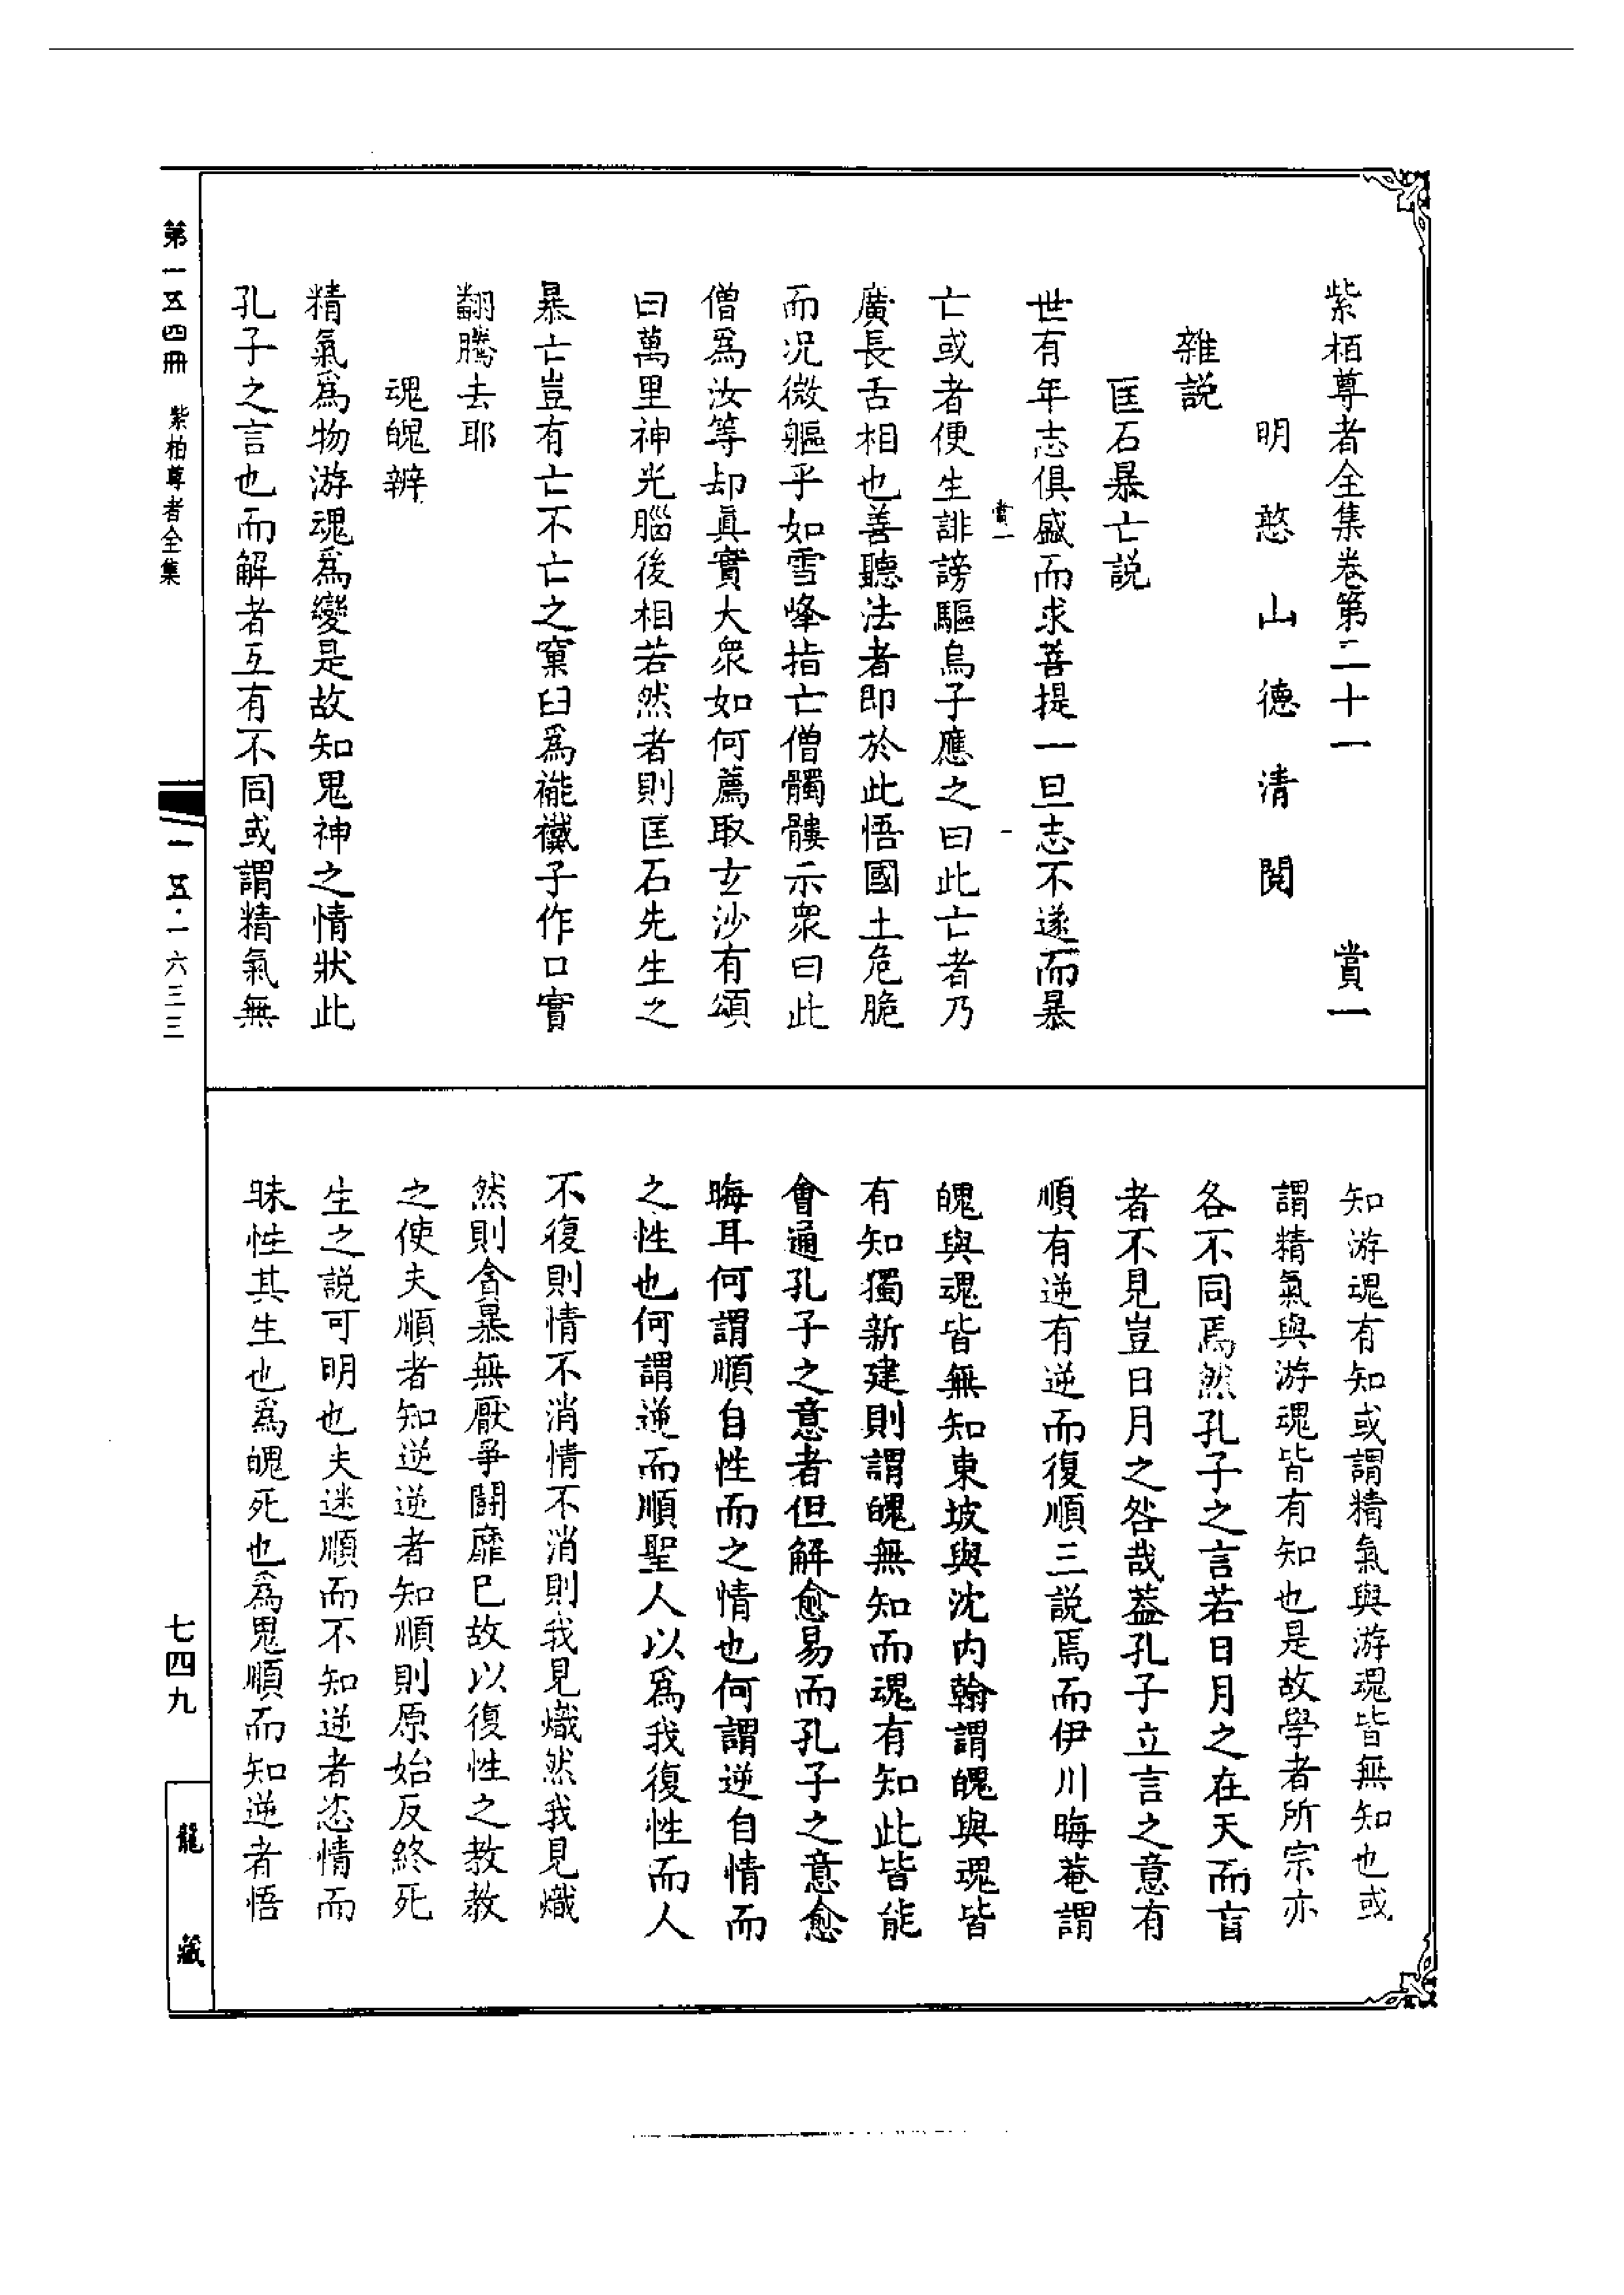 紫栢尊者全集卷第二十一　賞一
明憨山德清閱
雜說
匡石暴亡說
世有年志俱盛而求菩提一旦志不遂而暴
賞一　一
亡或者便生誹謗驅烏子應之曰此亡者乃
廣長舌相也善聽法者即於此悟國土危脆
而况微軀乎如雪峰指亡僧髑髏示衆曰此
僧爲汝等却眞實大衆如何薦取玄沙有頌
曰萬里神光腦後相若然者則匡石先生之
暴亡豈有亡不亡之窠臼爲褦襶子作口實
翻騰去耶
魂魄辨
精氣爲物游魂爲變是故知鬼神之情狀此
孔子之言也而解者互有不同或謂精氣無
知游魂有知或謂精氣與游魂皆無知也或
謂精氣與游魂皆有知也是故學者所宗亦
各不同焉然孔子之言若日月之在天而盲
者不見豈日月之咎哉葢孔子立言之意有
順有逆有逆而復順三說焉而伊川晦菴謂
魄與魂皆無知東坡與沈内翰謂魄與魂皆
有知獨新建則謂魄無知而魂有知此皆能
會通孔子之意者但解愈易而孔子之意愈
晦耳何謂順自性而之情也何謂逆自情而
之性也何謂逆而順聖人以爲我復性而人
不復則情不消情不消則我見熾然我見熾
然則貪暴無厭爭鬪靡巳故以復性之教教
之使夫順者知逆逆者知順則原始反終死
生之說可明也夫迷順而不知逆者恣情而
昧性其生也爲魄死也爲鬼順而知逆者悟
第一五四冊　紫柏尊者全集
一五·一六三三
七四九
龍藏